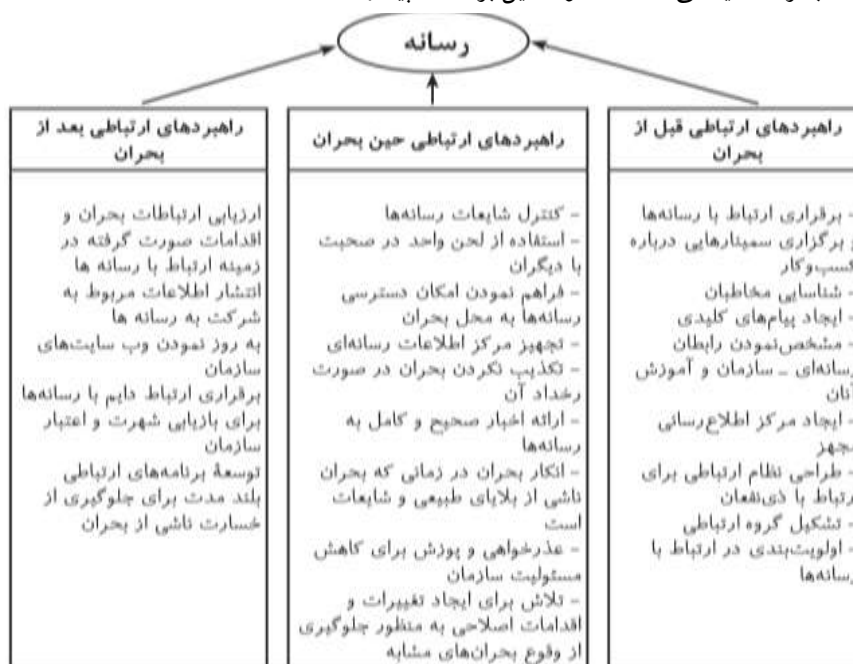 رسانه
راهبردهای ارتباطی قبل از
بحران
- برقراری ارتباط با رسانه‌ها
و برگزاری سمینارهایی درباره
کسب‌وکار
- شناسایی مخاطبان
- ایجاد پیام‌های کلیدی
- مشخص‌نمودن رابطان
رسانه‌ای ـ سازمان و آموزش
آنان
- ایجاد مرکز اطلاع‌رسانی
مجهز
- طراحی نظام ارتباطی برای
ارتباط با ذی‌نفعان
- تشکیل گروه ارتباطی
- اولویت‌بندی در ارتباط با
رسانه‌ها
راهبردهای ارتباطی حین بحران
- کنترل شایعات رسانه‌ها
- استفاده از لحن واحد در صحبت
با دیگران
- فراهم نمودن امکان دسترسی
رسانه‌ها به محل بحران
- تجهیز مرکز اطلاعات رسانه‌ای
- تکذیب نکردن بحران در صورت
رخداد آن
- ارائه اخبار صحیح و کامل به
رسانه‌ها
- انکار بحران در زمانی که بحران
ناشی از بلایای طبیعی و شایعات
است
- عذرخواهی و پوزش برای کاهش
مسئولیت سازمان
- تلاش برای ایجاد تغییرات و
اقدامات اصلاحی به منظور جلوگیری
از وقوع بحران‌های مشابه
راهبردهای ارتباطی بعد از
بحران
ارزیابی ارتباطات بحران و
اقدامات صورت گرفته در
زمینه ارتباط با رسانه ها
انتشار اطلاعات مربوط به
شرکت به رسانه ها
به روز نمودن وب سایت‌های
سازمان
برقراری ارتباط دایم با رسانه‌ها
برای بازیابی شهرت و اعتبار
سازمان
توسعهٔ برنامه‌های ارتباطی
بلند مدت برای جلوگیری از
خسارت ناشی از بحران